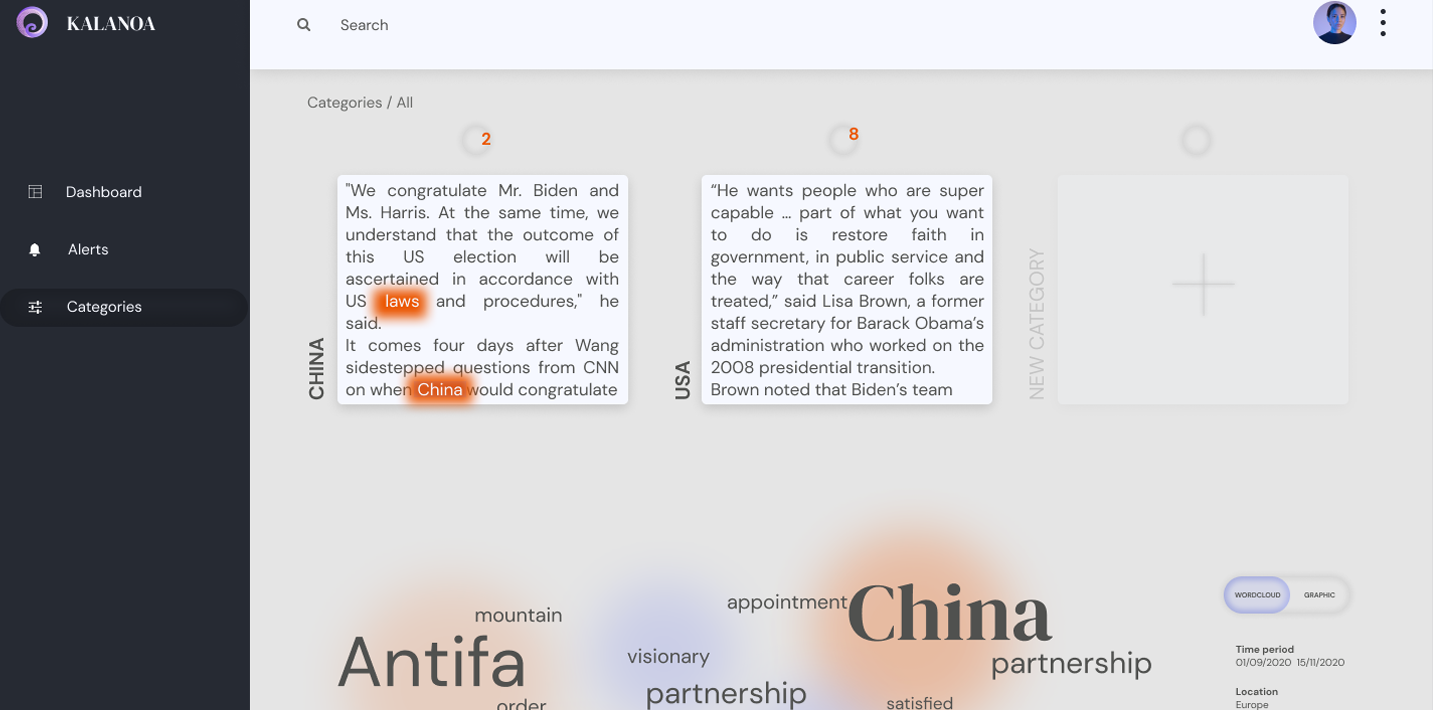 KALANOA
Search
Dashboard
Alerts
Categories
Categories / All
2
8
CHINA
"We congratulate Mr. Biden and
Ms. Harris. At the same time, we
understand that the outcome of
this US election will be
ascertained in accordance with
US laws and procedures," he
said.
It comes four days after Wang
sidestepped questions from CNN
on when China would congratulate
USA
“He wants people who are super
capable ... part of what you want
to do is restore faith in
government, in public service and
the way that career folks are
treated,” said Lisa Brown, a former
staff secretary for Barack Obama’s
administration who worked on the
2008 presidential transition.
Brown noted that Biden’s team
NEW CATEGORY
mountain
appointment
China
Antifa
visionary
partnership
partnership
order
satisfied
WORDCLOUD
GRAPHIC
Time period
01/09/2020 15/11/2020
Location
Europe